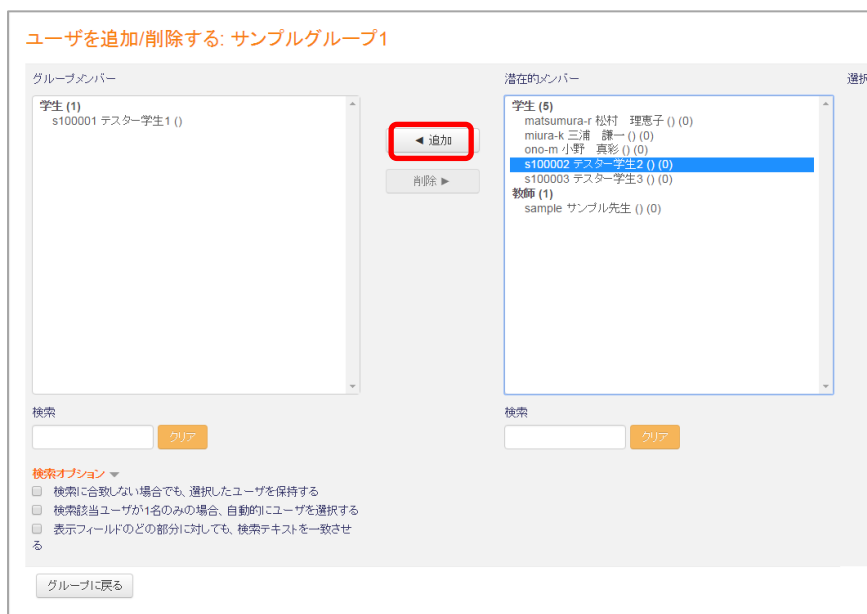 ユーザを追加/削除する: サンプルグループ1
グループメンバー
学生 (1)
s100001 テスター学生1 ()
◄ 追加
削除 ►
潜在的メンバー
学生 (5)
matsumura-r 松村　理恵子 () (0)
miura-k 三浦　謙一 () (0)
ono-m 小野　真彩 () (0)
s100002 テスター学生2 () (0)
s100003 テスター学生3 () (0)
教師 (1)
sample サンプル先生 () (0)
選択
検索
クリア
検索
クリア
検索オプション
検索に合致しない場合でも、選択したユーザを保持する
検索該当ユーザが1名のみの場合、自動的にユーザを選択する
表示フィールドのどの部分に対しても、検索テキストを一致させ
る
グループに戻る